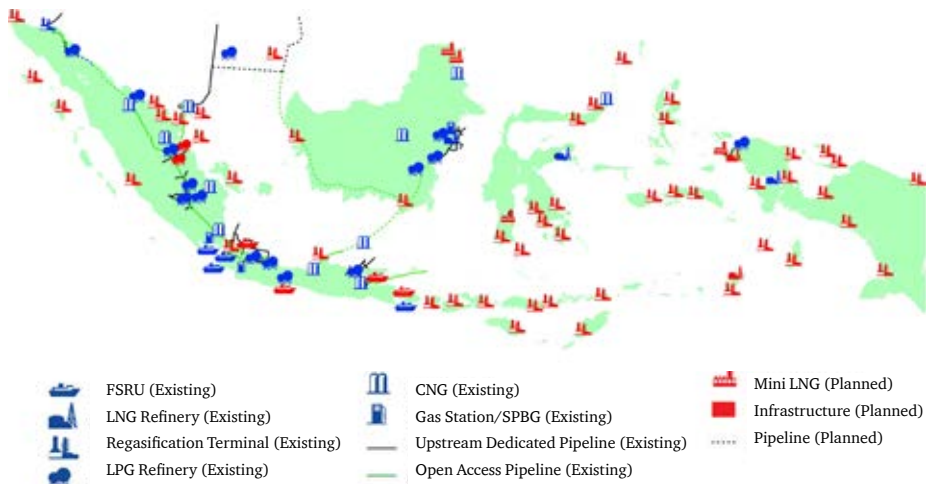 FSRU (Existing)
LNG Refinery (Existing)
Regasification Terminal (Existing)
LPG Refinery (Existing)
CNG (Existing)
Gas Station/SPBG (Existing)
Upstream Dedicated Pipeline (Existing)
Open Access Pipeline (Existing)
Mini LNG (Planned)
Infrastructure (Planned)
Pipeline (Planned)